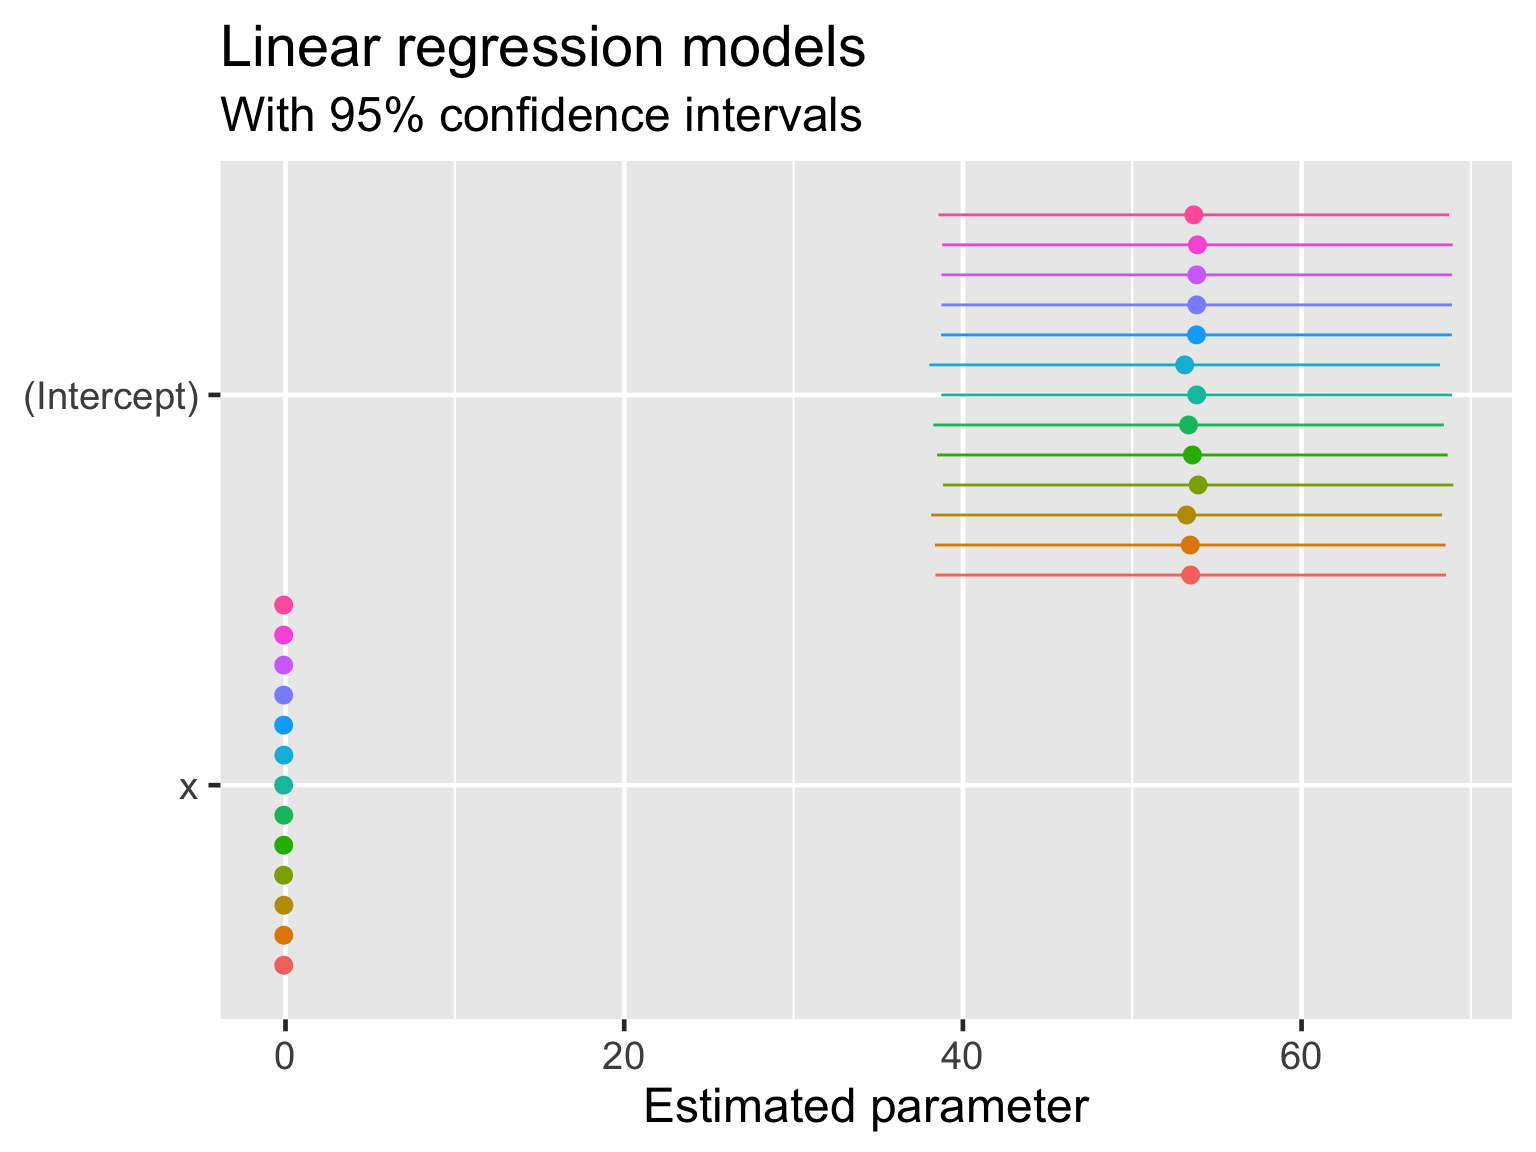 Linear regression models
With 95% confidence intervals
(Intercept)
x
0 20 40 60
Estimated parameter